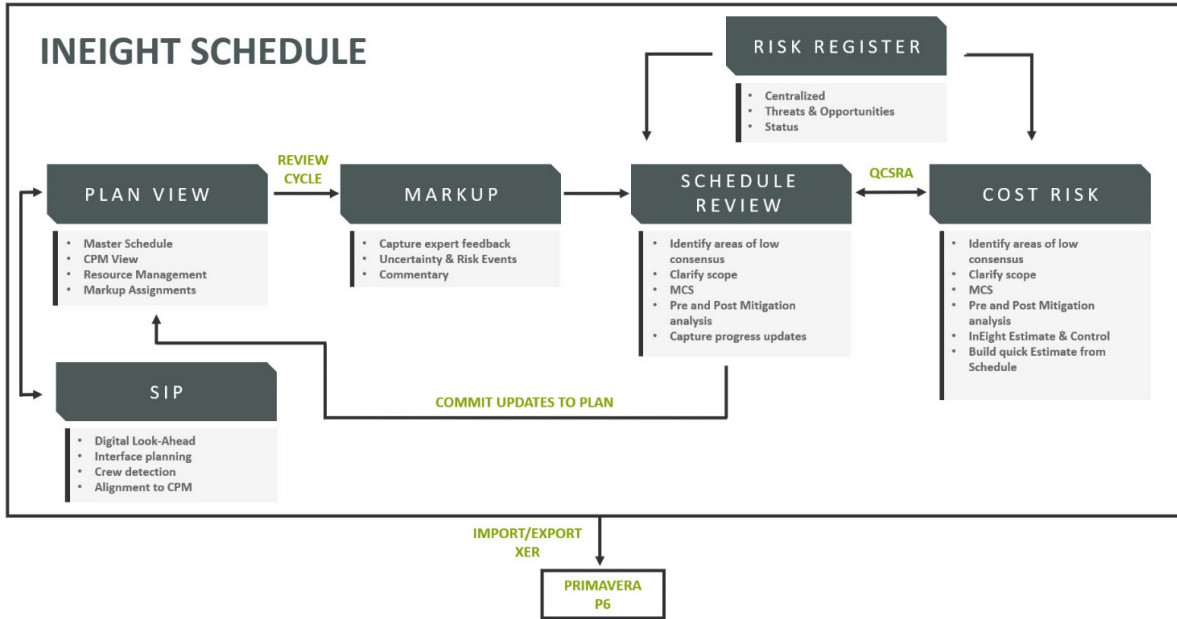 INEIGHT SCHEDULE
RISK REGISTER
• Centralized
• Threats & Opportunities
• Status
PLAN VIEW
• Master Schedule
• CPM View
• Resource Management
• Markup Assignments
REVIEW
CYCLE
MARKUP
• Capture expert feedback
• Uncertainty & Risk Events
• Commentary
SCHEDULE
REVIEW
• Identify areas of low
consensus
• Clarify scope
• MCS
• Pre and Post Mitigation
analysis
• Capture progress updates
QCSRA
COST RISK
• Identify areas of low
consensus
• Clarify scope
• MCS
• Pre and Post Mitigation
analysis
• InEight Estimate & Control
• Build quick Estimate from
Schedule
SIP
• Digital Look-Ahead
• Interface planning
• Crew detection
• Alignment to CPM
COMMIT UPDATES TO PLAN
IMPORT/EXPORT
XER
PRIMAVERA
P6